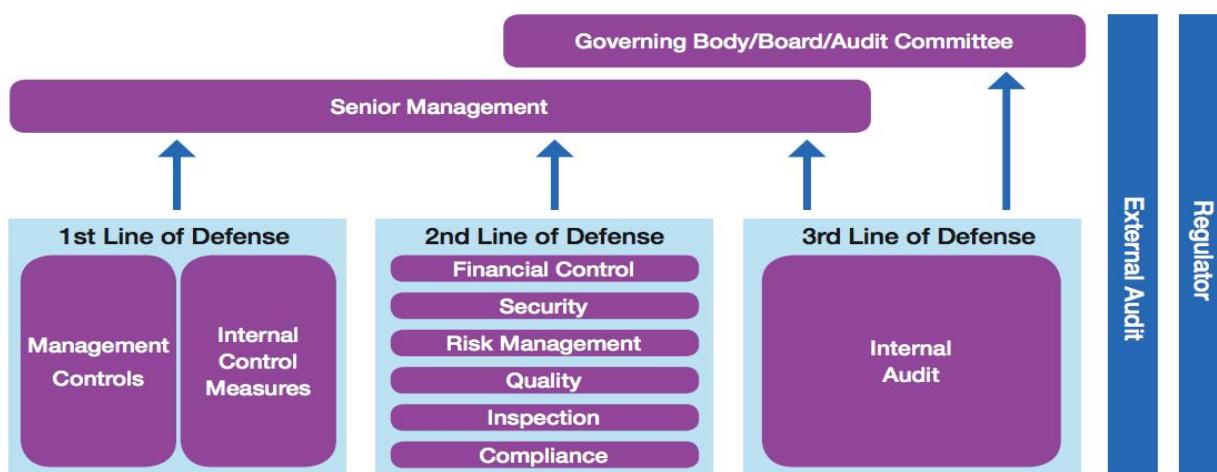 Governing Body/Board/Audit Committee
Senior Management
1st Line of Defense
Management
Controls
Internal
Control
Measures
2nd Line of Defense
Financial Control
Security
Risk Management
Quality
Inspection
Compliance
3rd Line of Defense
Internal
Audit
External Audit
Regulator